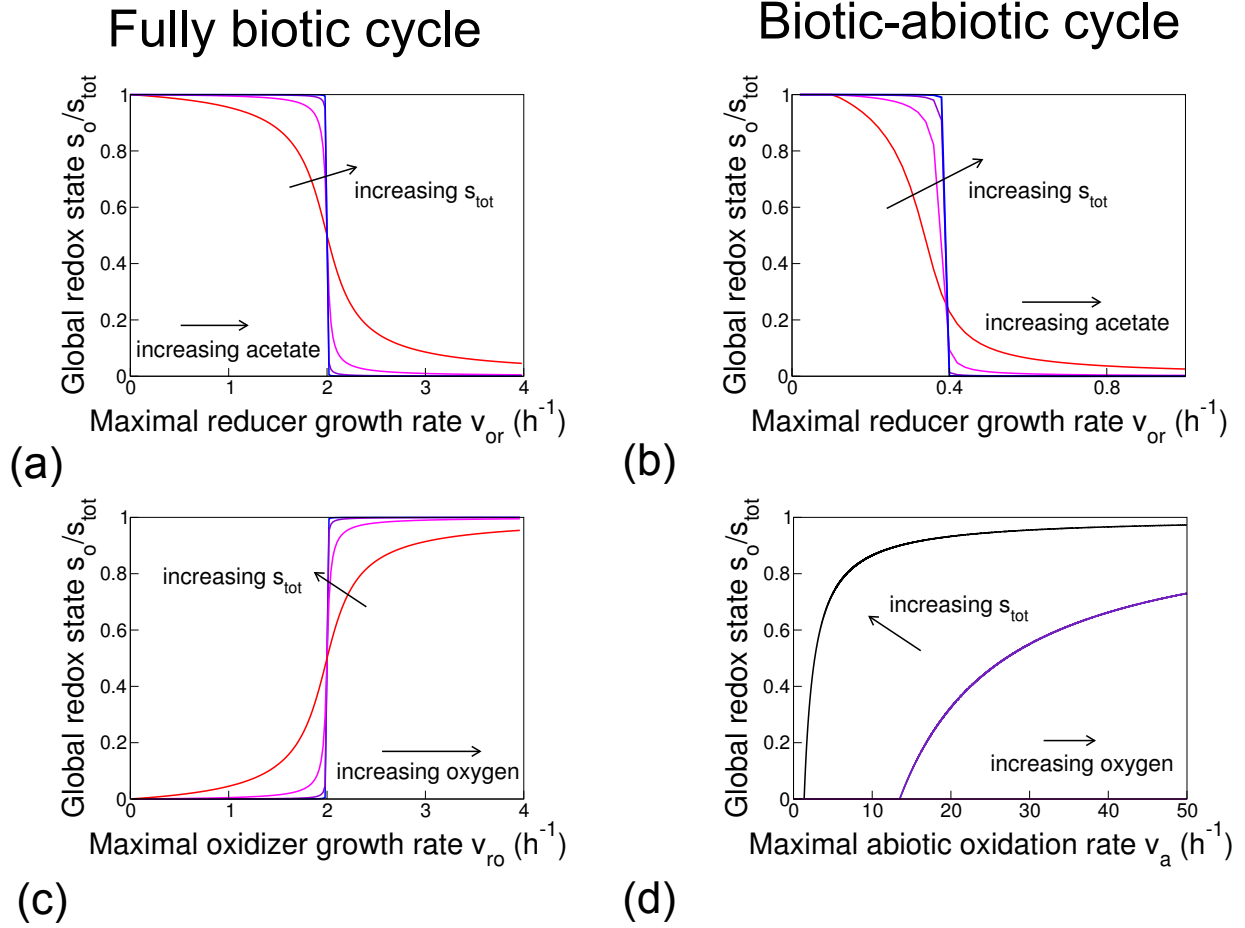 Fully biotic cycle
Biotic-abiotic cycle
Global redox state s_o/s_tot
1
0.8
0.6
0.4
0.2
0
increasing s_tot
increasing acetate
0 1 2 3 4
Maximal reducer growth rate v_or (h^-1)
(a)
Global redox state s_o/s_tot
1
0.8
0.6
0.4
0.2
0
increasing s_tot
increasing acetate
0 0.4 0.8
Maximal reducer growth rate v_or (h^-1)
(b)
Global redox state s_o/s_tot
1
0.8
0.6
0.4
0.2
0
increasing s_tot
increasing oxygen
0 1 2 3 4
Maximal oxidizer growth rate v_ro (h^-1)
(c)
Global redox state s_o/s_tot
1
0.8
0.6
0.4
0.2
0
increasing s_tot
increasing oxygen
0 10 20 30 40 50
Maximal abiotic oxidation rate v_a (h^-1)
(d)